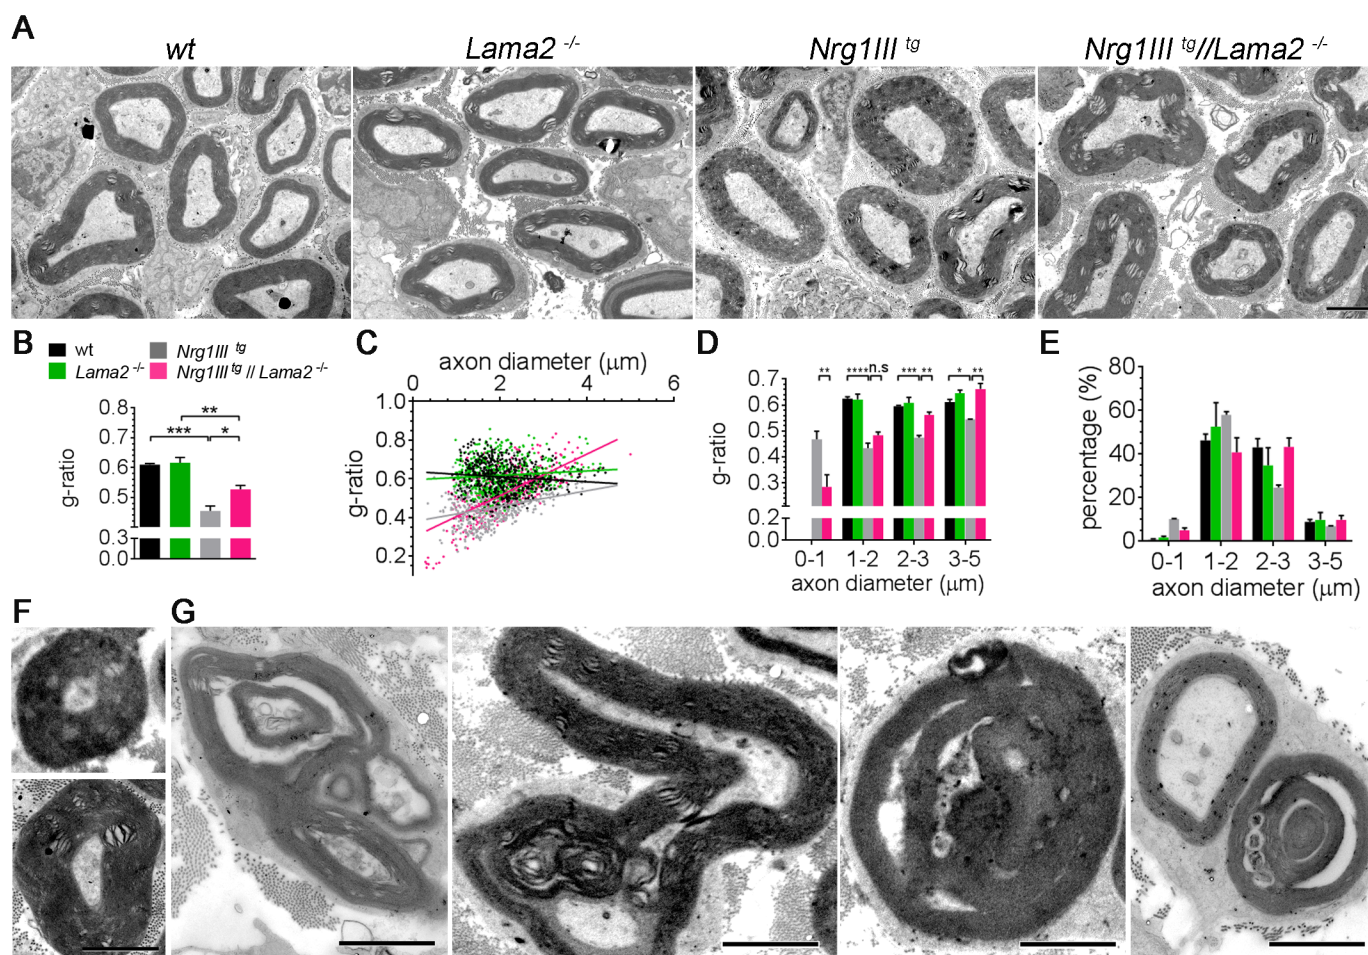 A
wt
Lama2 -/-
Nrg1III tg
Nrg1III tg//Lama2 -/-
B
wt
Nrg1III tg
Lama2 -/-
Nrg1III tg // Lama2 -/-
0.8
0.7
0.6
0.5
0.3
0.0
g-ratio
***
**
*
C
axon diameter (μm)
0 2 4 6
1.0
0.8
0.6
0.4
0.2
g-ratio
D
0.7
0.6
0.5
0.4
0.3
0.2
0.0
g-ratio
** **** n.s *** ** * **
0-1 1-2 2-3 3-5
axon diameter (μm)
E
80
60
40
20
0
percentage (%)
0-1 1-2 2-3 3-5
axon diameter (μm)
F
G